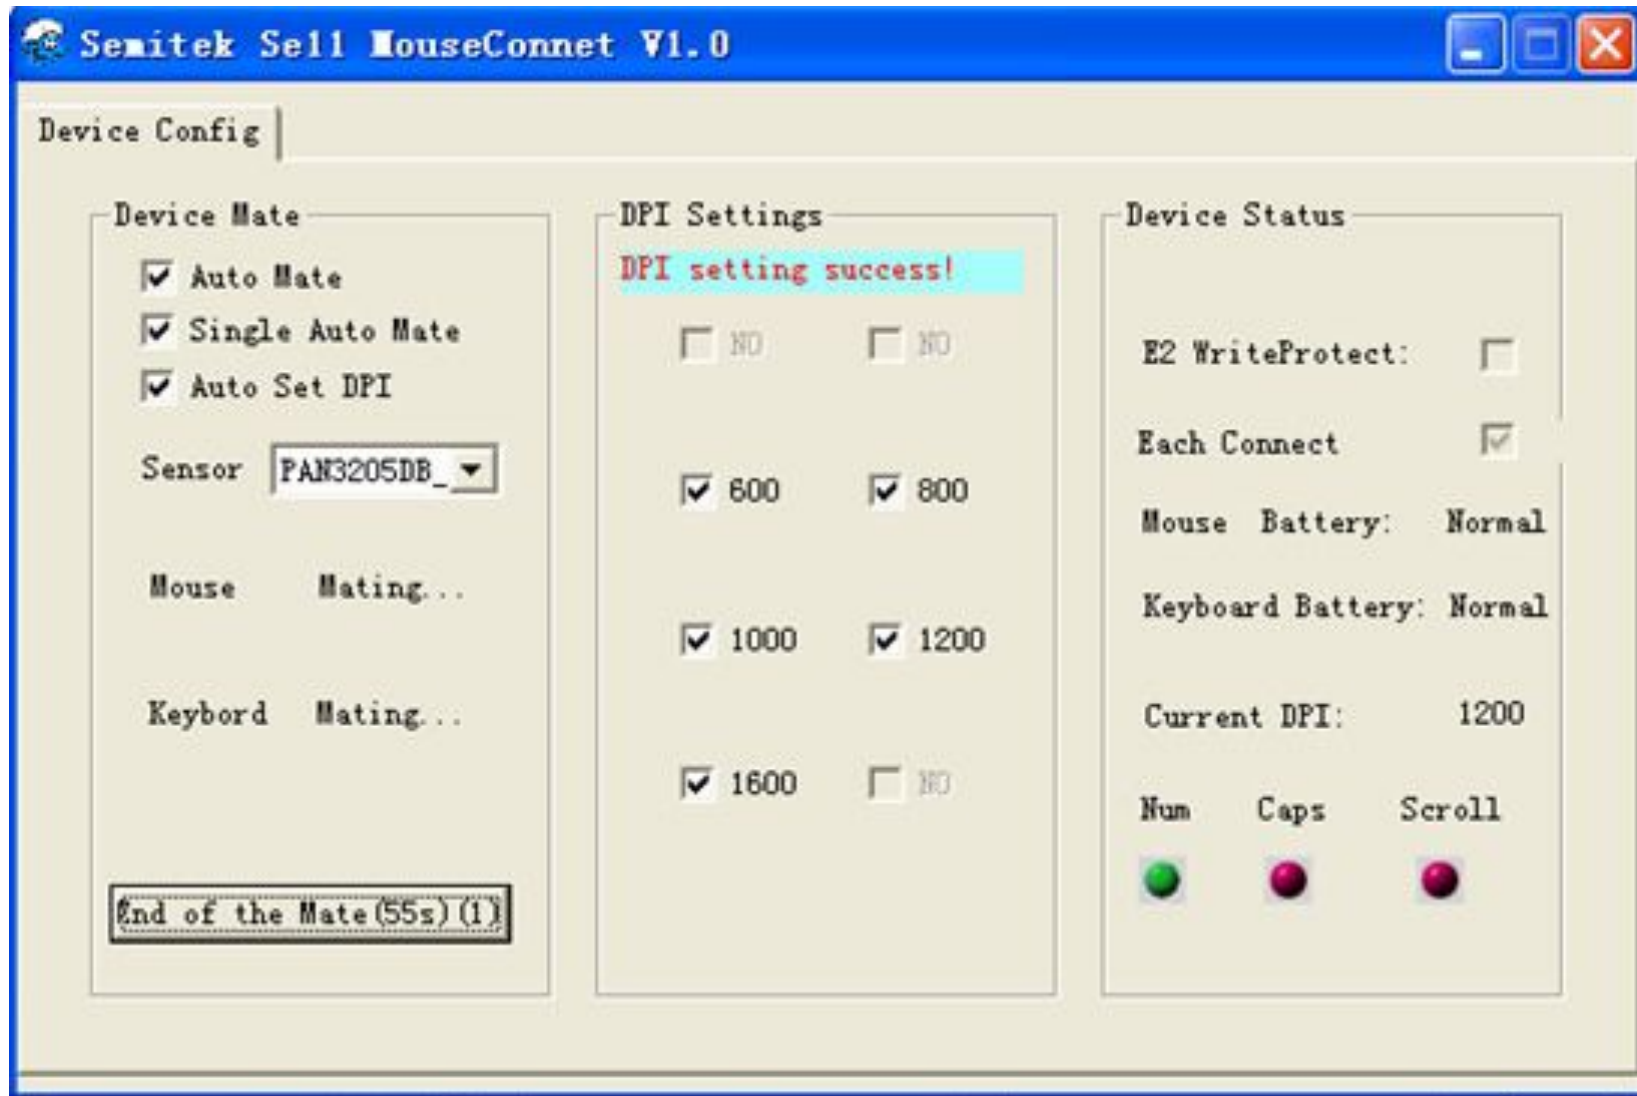 Semitek Sell MouseConnet V1.0
Device Config
Device Mate
Auto Mate
Single Auto Mate
Auto Set DPI
Sensor PAN3205DB_
Mouse Mating...
Keybord Mating...
End of the Mate(55s)(1)
DPI Settings
DPI setting success!
NO NO
600 800
1000 1200
1600 NO
Device Status
E2 WriteProtect:
Each Connect
Mouse Battery: Normal
Keyboard Battery: Normal
Current DPI: 1200
Num Caps Scroll